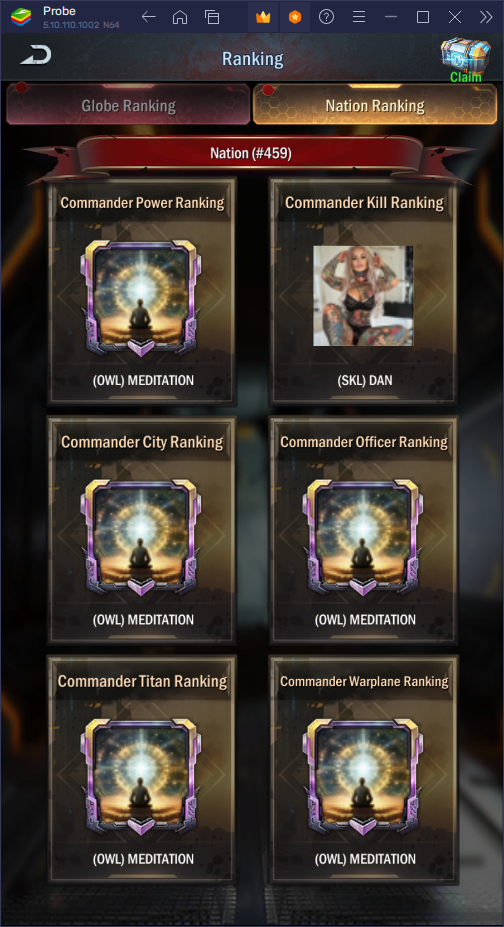 Probe
5.10.110.1002 N64
Ranking
Claim
Globe Ranking
Nation Ranking
Nation (#459)
Commander Power Ranking
Commander Kill Ranking
(OWL) MEDITATION
(SKL) DAN
Commander City Ranking
Commander Officer Ranking
(OWL) MEDITATION
(OWL) MEDITATION
Commander Titan Ranking
Commander Warplane Ranking
(OWL) MEDITATION
(OWL) MEDITATION